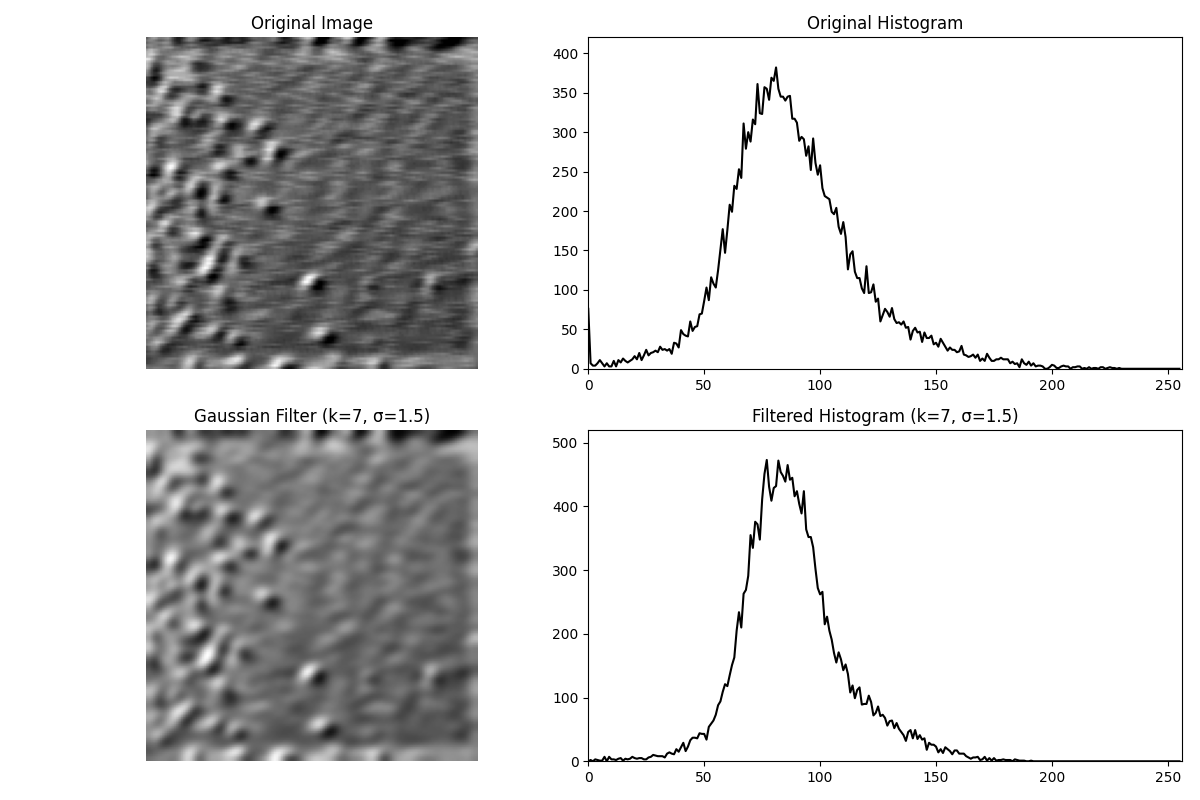 Original Image
Original Histogram
400
350
300
250
200
150
100
50
0
0 50 100 150 200 250
Gaussian Filter (k=7, σ=1.5)
Filtered Histogram (k=7, σ=1.5)
500
400
300
200
100
0
0 50 100 150 200 250